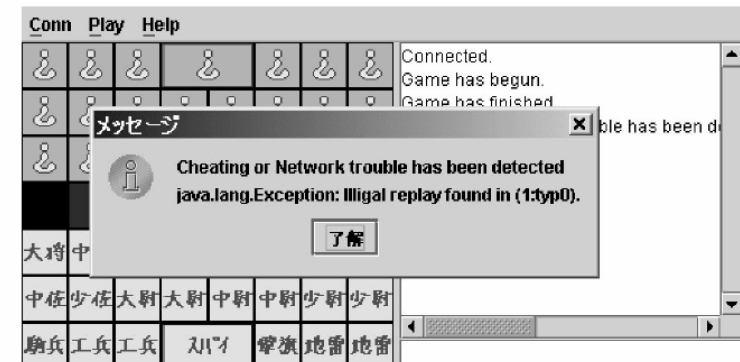 Conn Play Help
Connected.
Game has begun.
Game has finished
ble has been d
メッセージ
Cheating or Network trouble has been detected
java.lang.Exception: Illigal replay found in (1:typ0).
了解
大将 中
中佐 少佐 大尉 大尉 中尉 中尉 少尉 少尉
騎兵 工兵 工兵 スパイ 軍旗 地雷 地雷